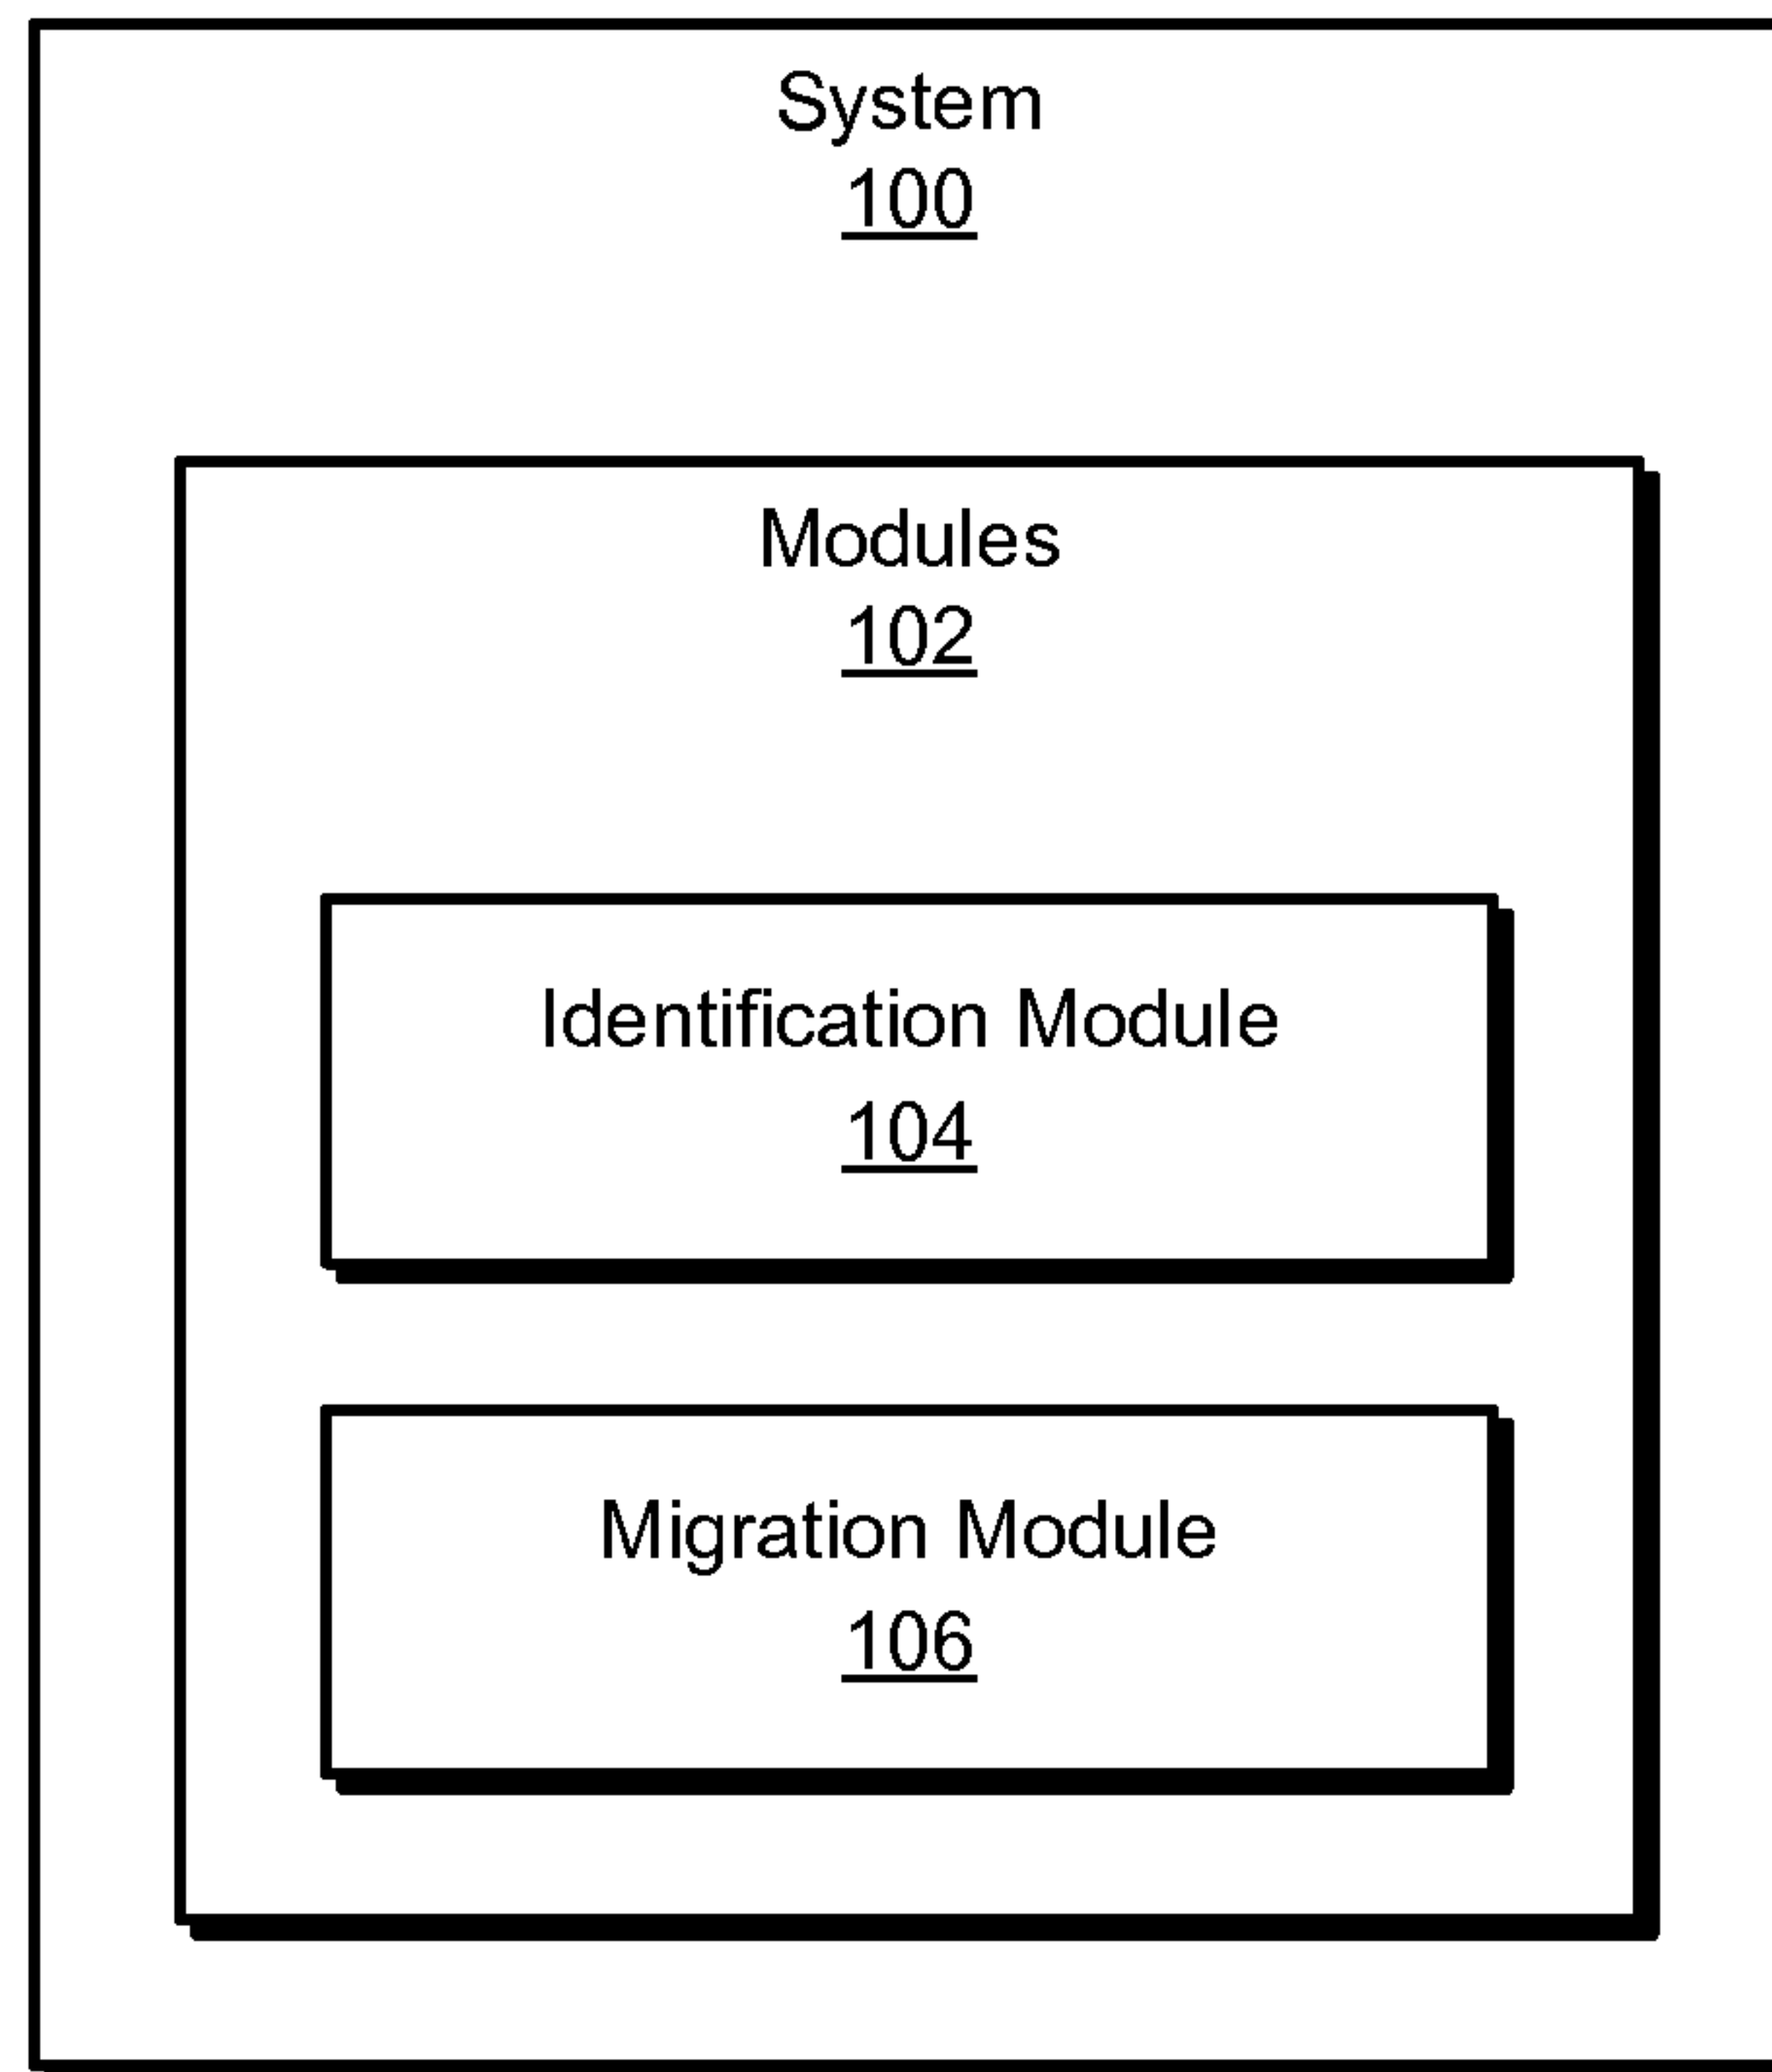 System
100
Modules
102
Identification Module
104
Migration Module
106